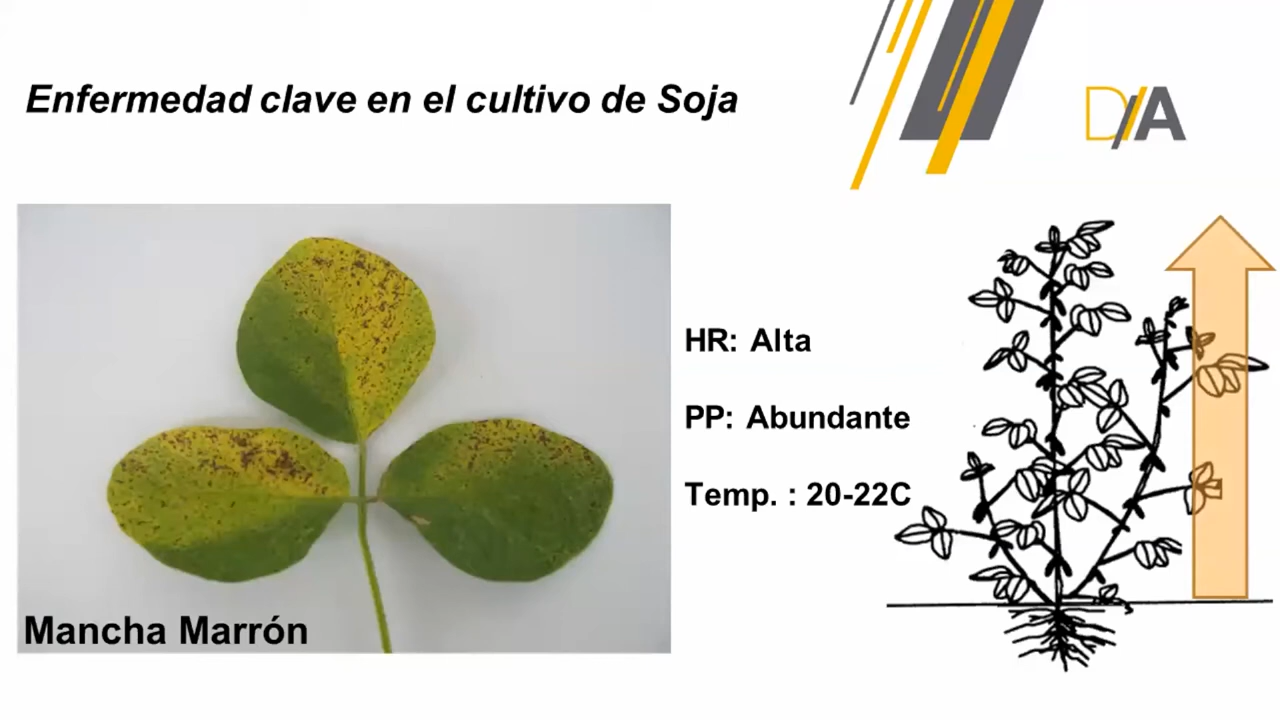 Enfermedad clave en el cultivo de Soja
D/A
HR: Alta
PP: Abundante
Temp. : 20-22C
Mancha Marrón